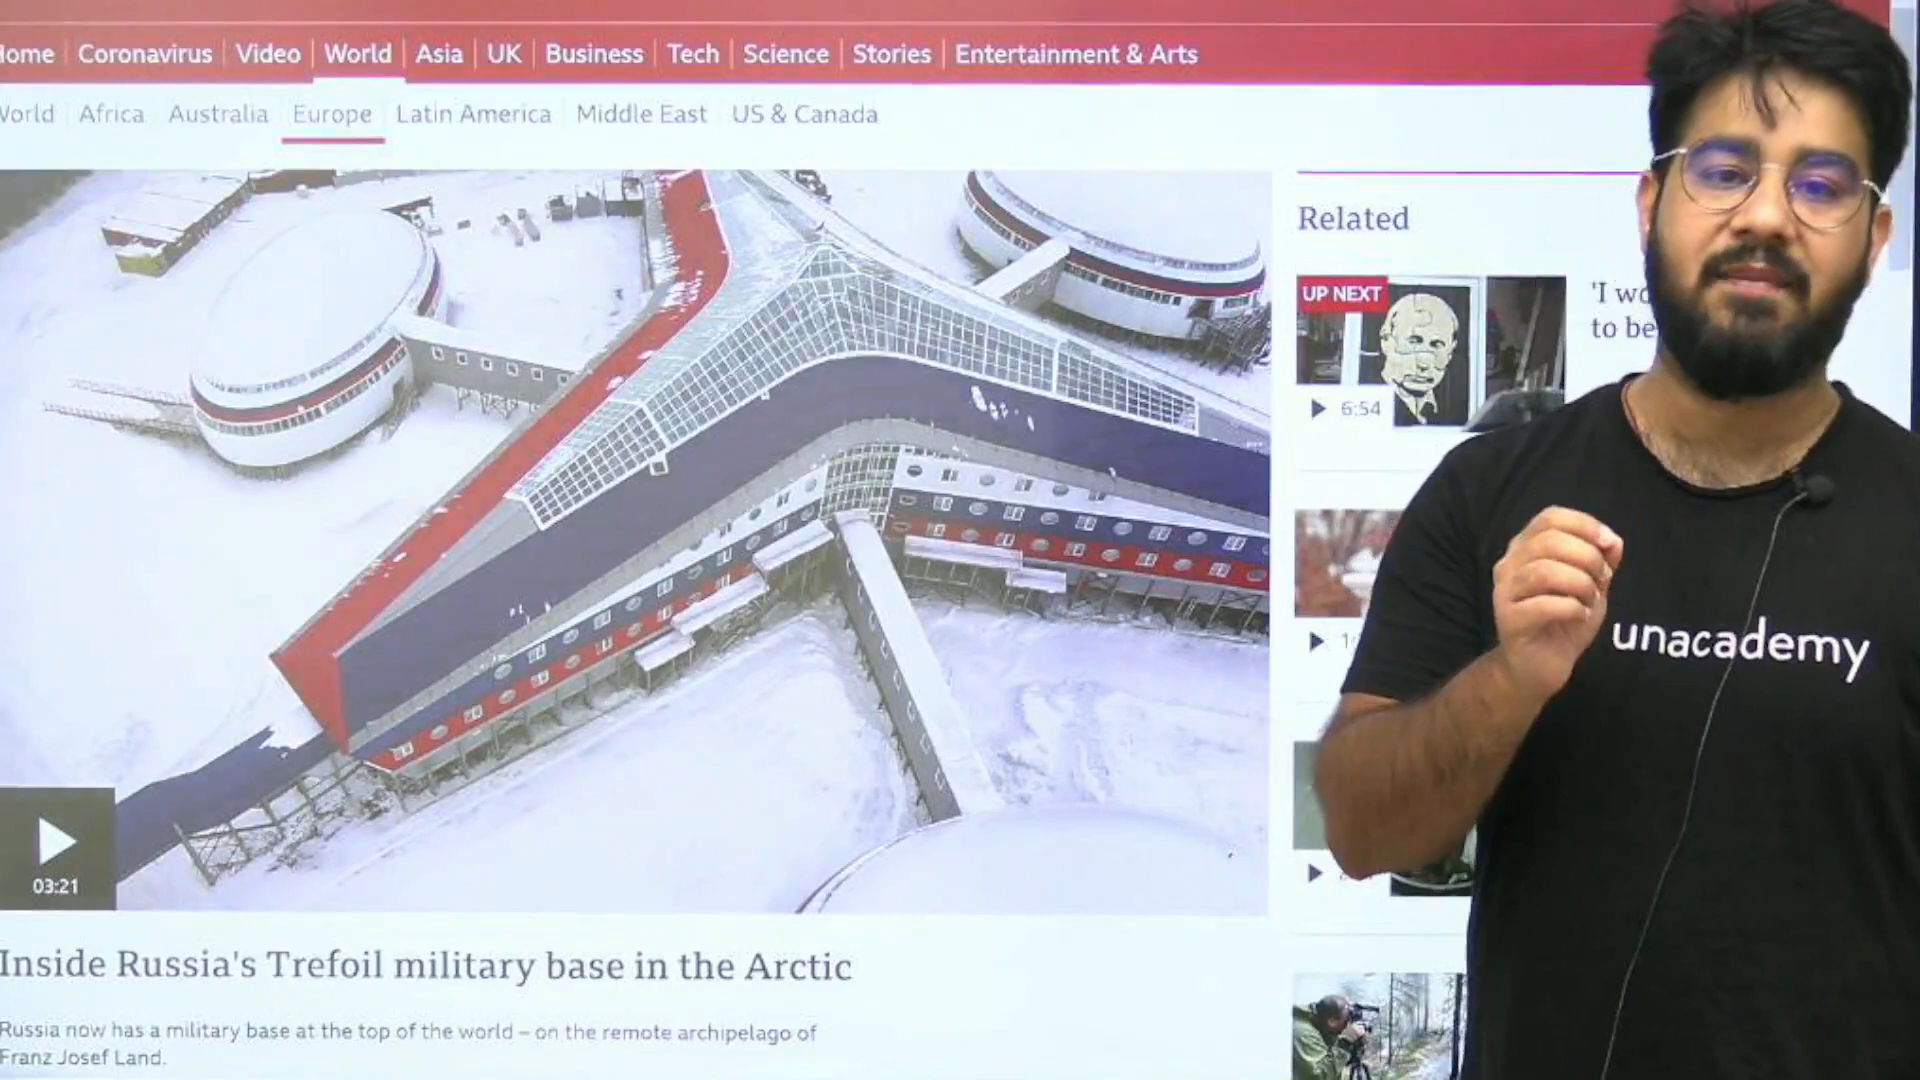 Home Coronavirus Video World Asia UK Business Tech Science Stories Entertainment & Arts
World Africa Australia Europe Latin America Middle East US & Canada
Related
UP NEXT
'I wo
to be
6:54
03:21
Inside Russia's Trefoil military base in the Arctic
Russia now has a military base at the top of the world – on the remote archipelago of
Franz Josef Land.
unacademy